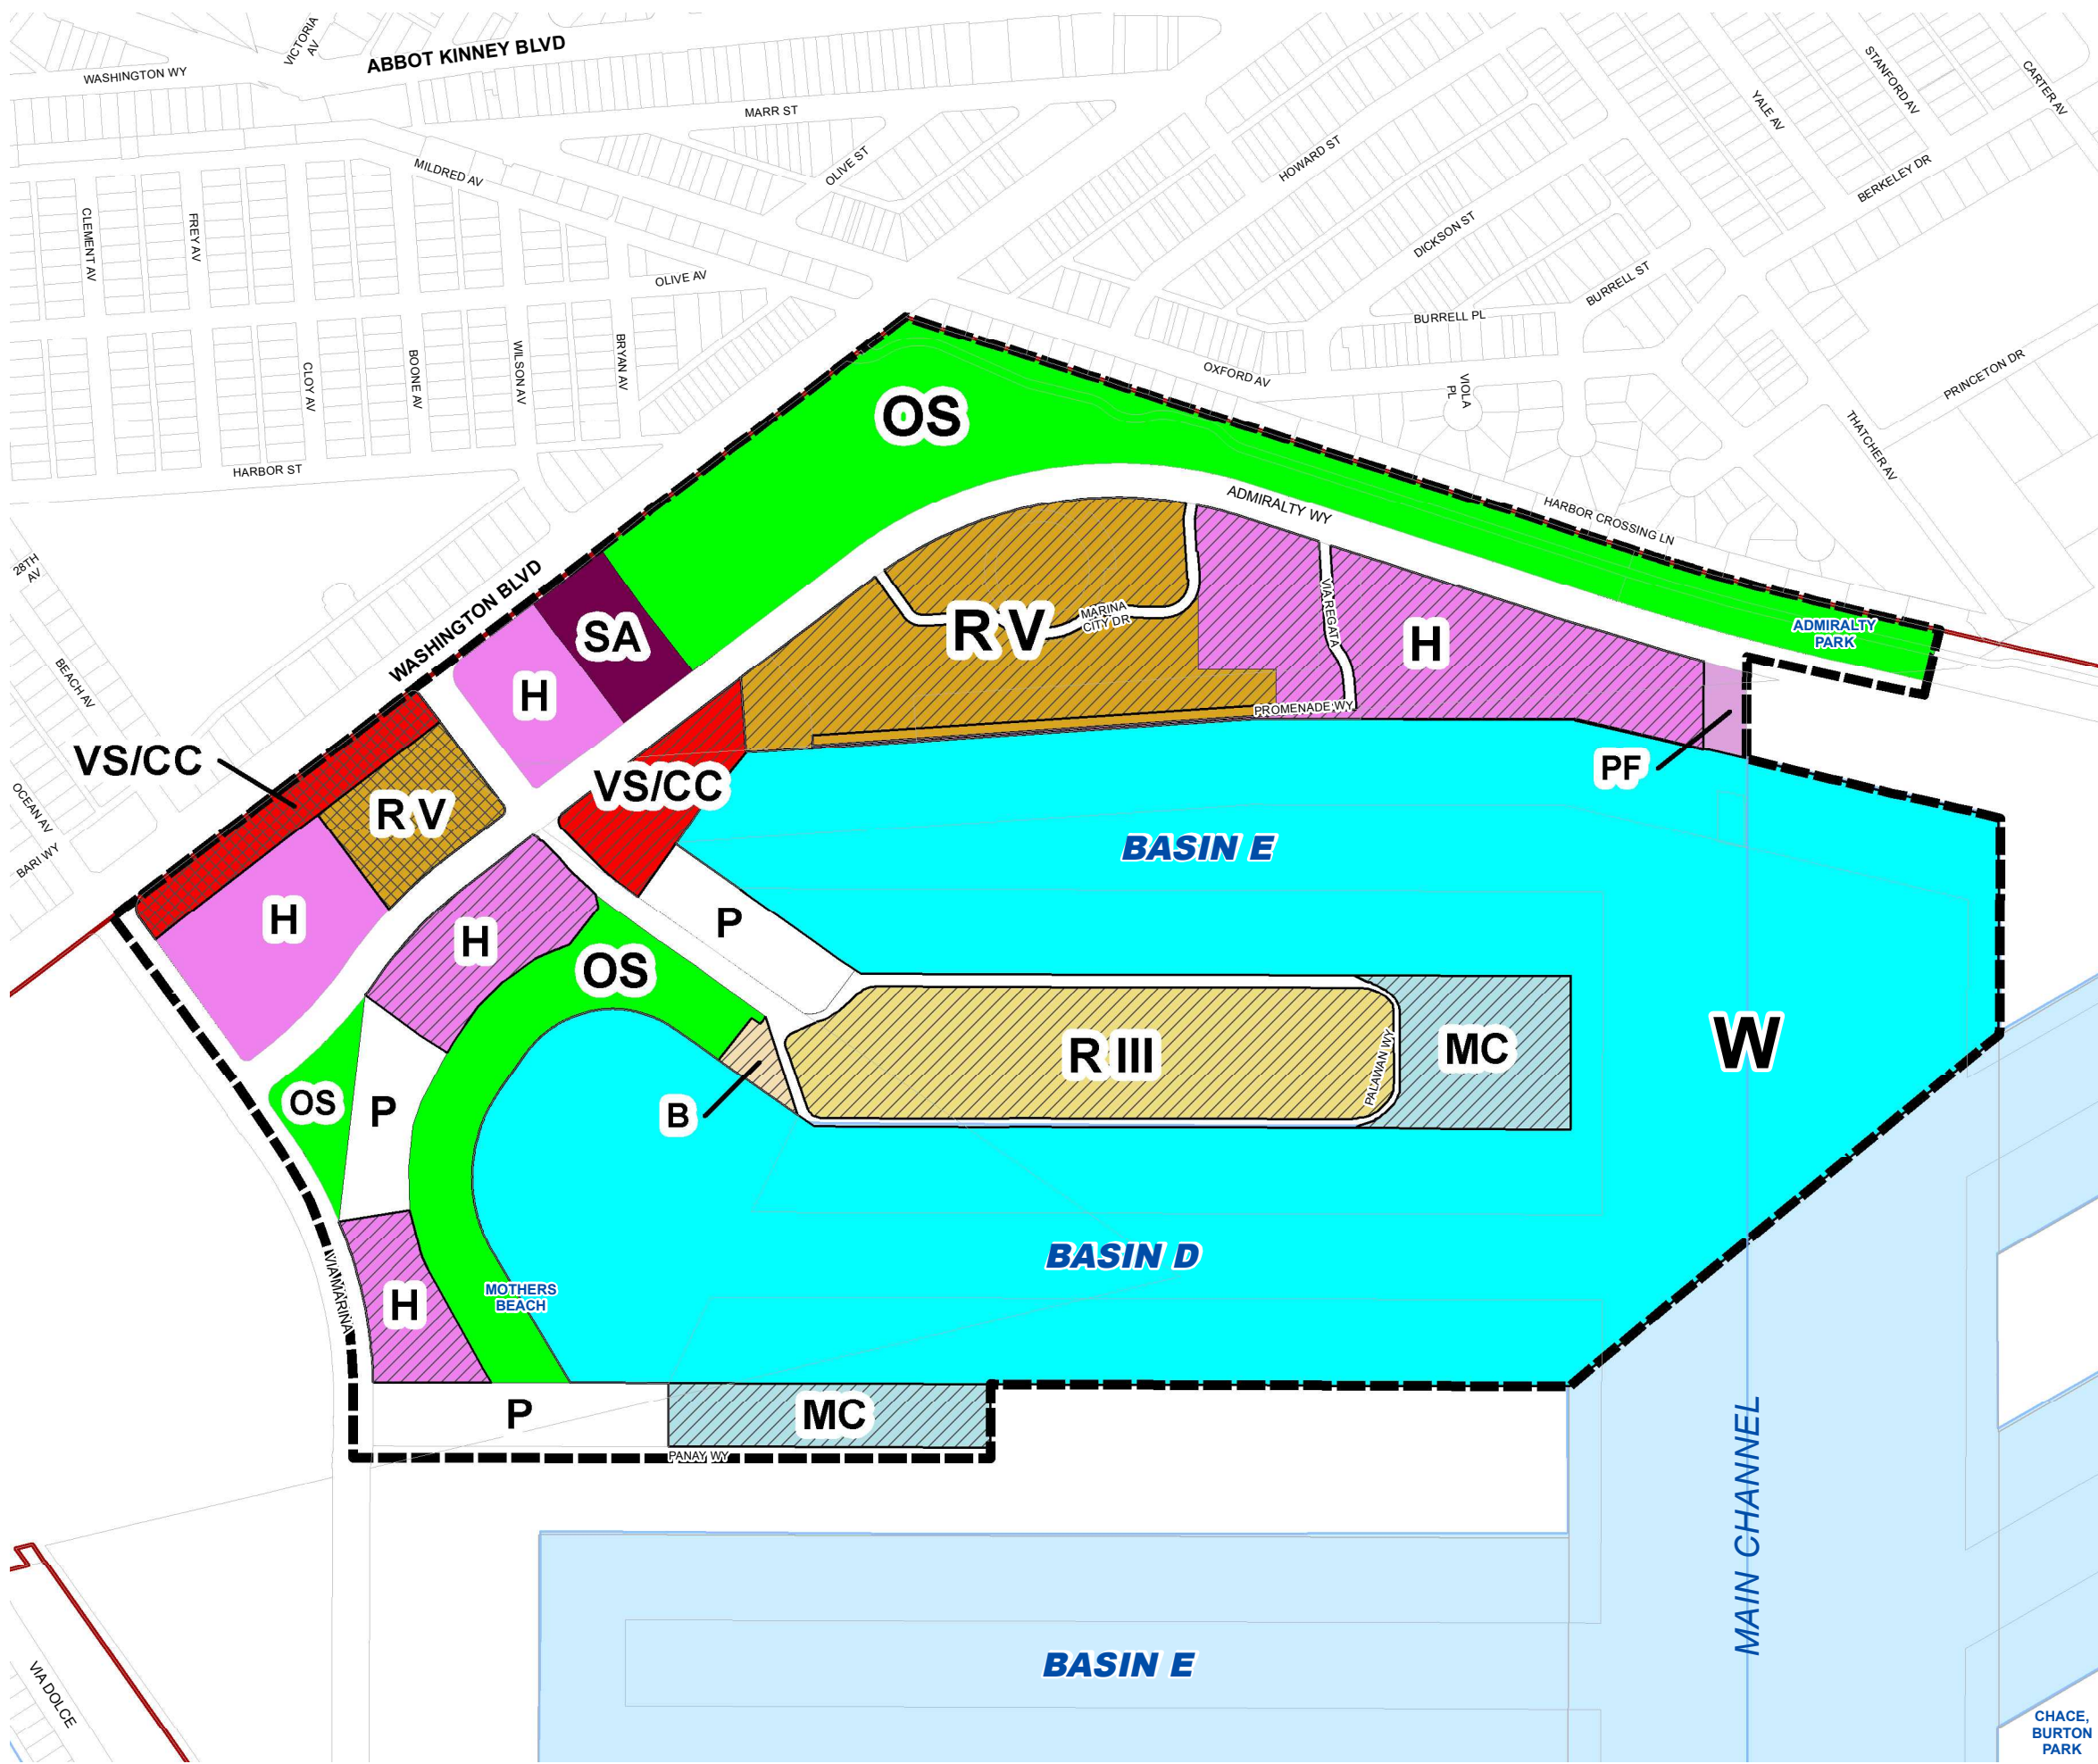 VICTORIA
AV
ABBOT KINNEY BLVD
WASHINGTON WY
STANFORD AV
CARTER AV
YALE AV
MARR ST
OLIVE ST
HOWARD ST
MILDRED AV
BERKELEY DR
CLEMENT AV
FREY AV
DICKSON ST
OLIVE AV
BURRELL ST
BURRELL PL
CLOY AV
BOONE AV
WILSON AV
BRYAN AV
OXFORD AV
VIOLA
PL
PRINCETON DR
THATCHER AV
OS
HARBOR ST
ADMIRALTY WY
HARBOR CROSSING LN
28TH
AV
WASHINGTON BLVD
MARINA
CITY DR
VIA REGATA
SA
R V
H
ADMIRALTY
PARK
BEACH AV
H
PROMENADE WY
VS/CC
VS/CC
PF
OCEAN AV
R V
BARI WY
BASIN E
H
H
P
OS
R III
PALAWAN WY
MC
W
OS
P
B
BASIN D
VIA MARINA
H
MOTHERS
BEACH
P
MC
PANAY WY
MAIN CHANNEL
BASIN E
VIA DOLCE
CHACE,
BURTON
PARK